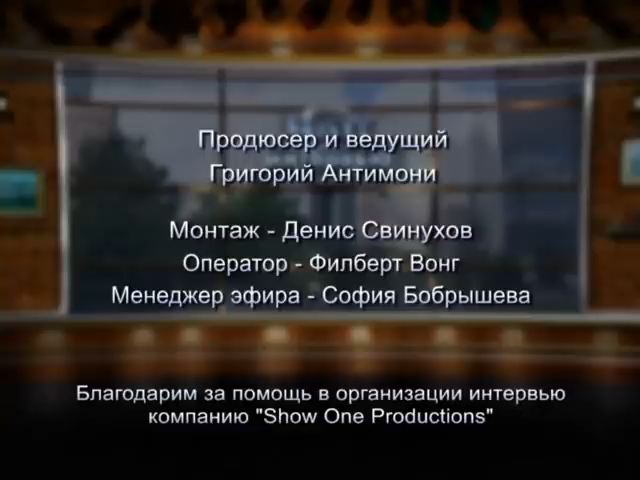 Продюсер и ведущий
Григорий Антимони
Монтаж - Денис Свинухов
Оператор - Филберт Вонг
Менеджер эфира - София Бобрышева
Благодарим за помощь в организации интервью
компанию "Show One Productions"